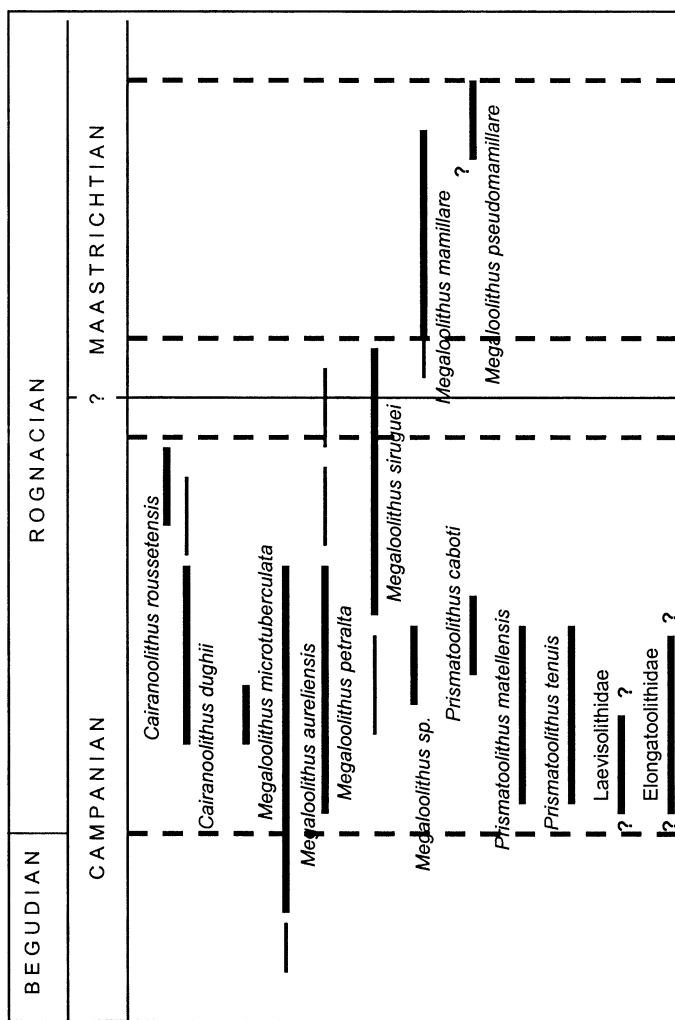 BEGUDIAN
ROGNACIAN
CAMPANIAN
?
MAASTRICHTIAN
Cairanoolithus roussetensis
Cairanoolithus dughii
Megaloolithus microtuberculata
Megaloolithus aureliensis
Megaloolithus petralta
Megaloolithus siruguei
Megaloolithus sp.
Megaloolithus mamillare
Prismatoolithus caboti
?
Megaloolithus pseudomamillare
Prismatoolithus matellensis
Prismatoolithus tenuis
Laevisolithidae
?
?
Elongatoolithidae
?
?